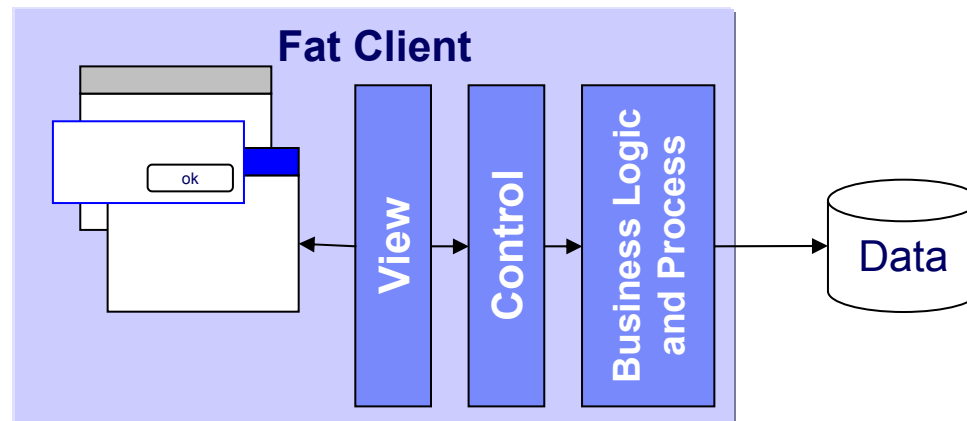 Fat Client
ok
View
Control
Business Logic
and Process
Data